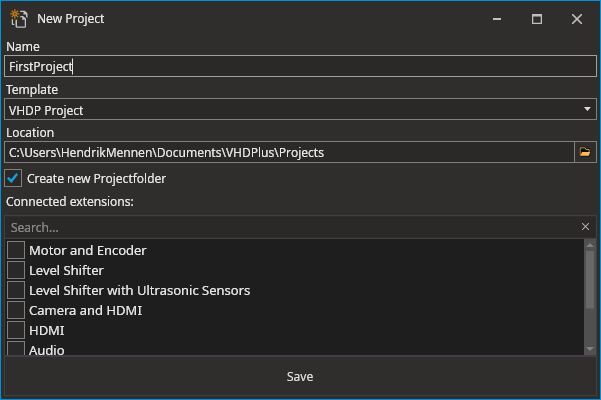 New Project
Name
FirstProject
Template
VHDP Project
Location
C:\Users\HendrikMennen\Documents\VHDPlus\Projects
Create new Projectfolder
Connected extensions:
Search...
Motor and Encoder
Level Shifter
Level Shifter with Ultrasonic Sensors
Camera and HDMI
HDMI
Audio
Save